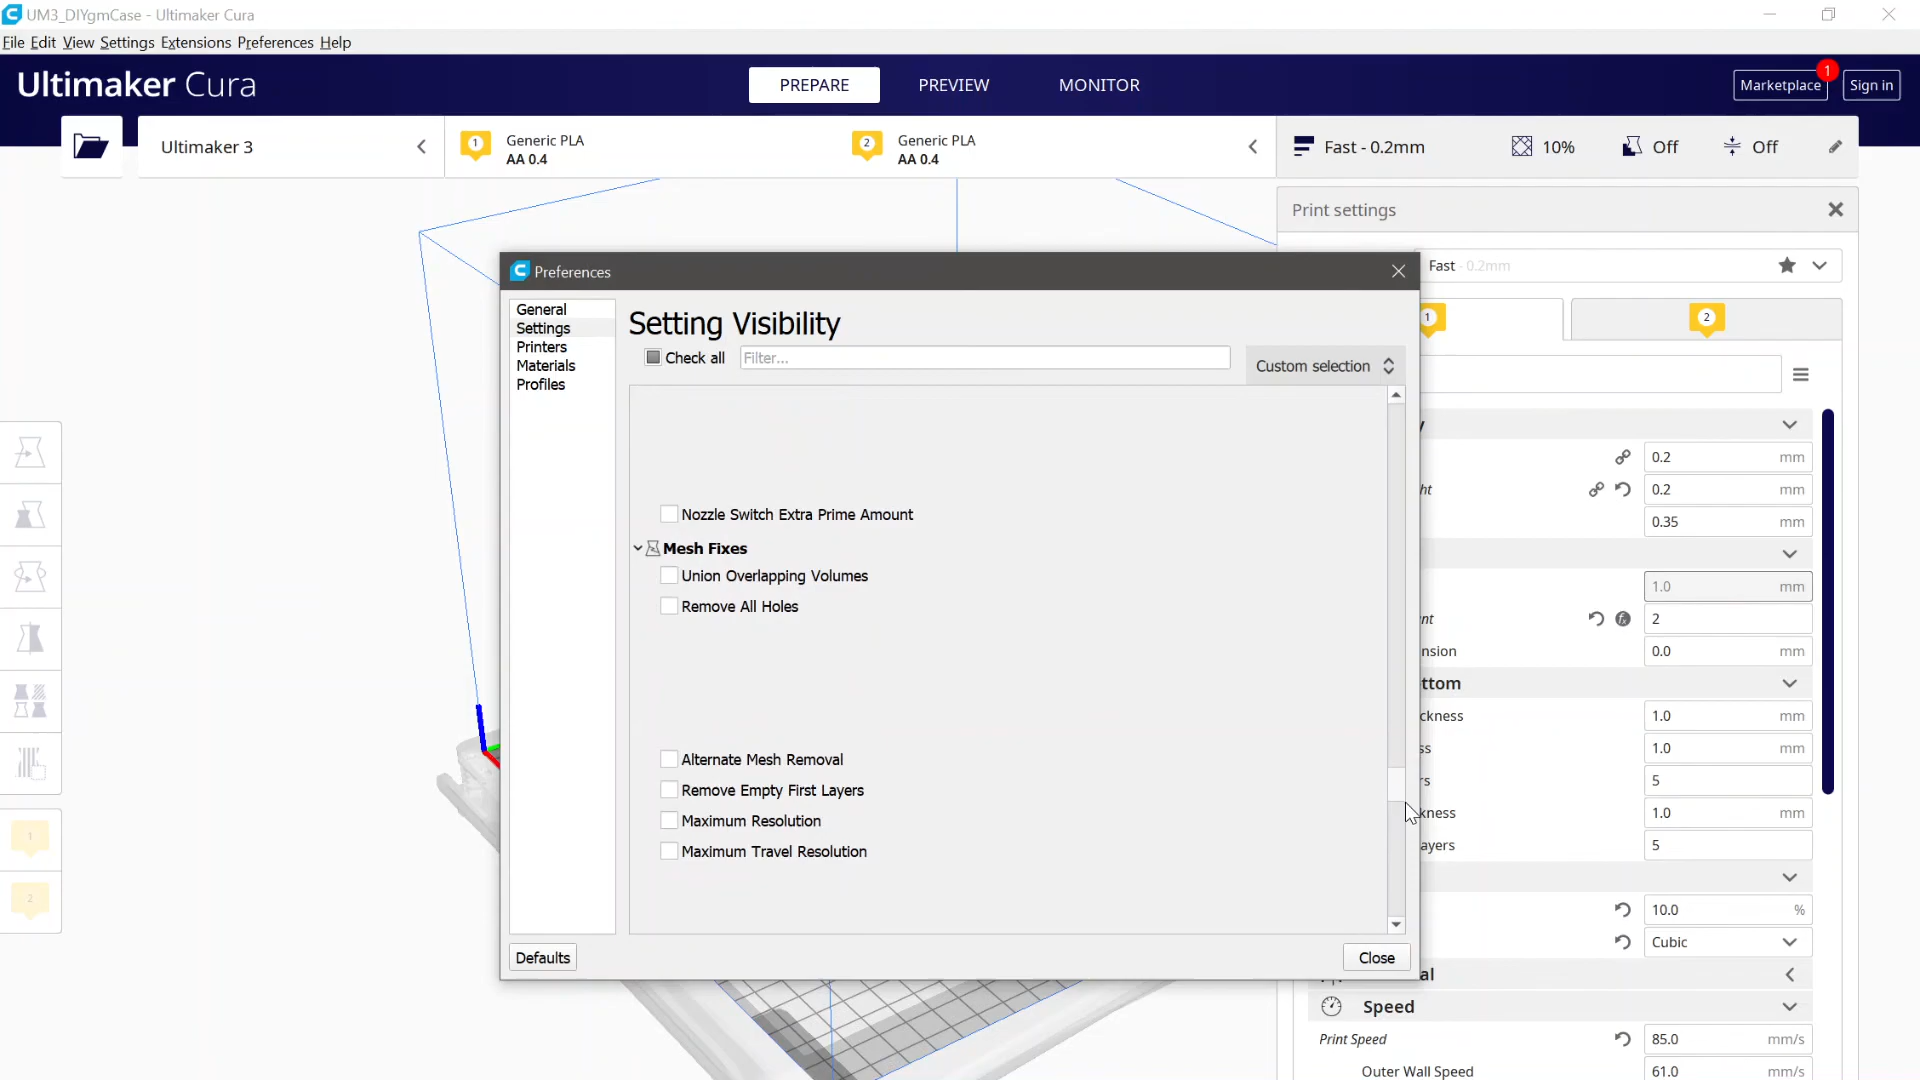 UM3_DIYgmCase - Ultimaker Cura
File Edit View Settings Extensions Preferences Help
Ultimaker Cura
PREPARE
PREVIEW
MONITOR
Marketplace
1
Sign in
Ultimaker 3
1
Generic PLA
AA 0.4
2
Generic PLA
AA 0.4
Fast - 0.2mm
10%
Off
Off
Print settings
Fast - 0.2mm
1
2
Preferences
General
Settings
Printers
Materials
Profiles
Setting Visibility
Check all
Filter...
Custom selection
Nozzle Switch Extra Prime Amount
Mesh Fixes
Union Overlapping Volumes
Remove All Holes
Alternate Mesh Removal
Remove Empty First Layers
Maximum Resolution
Maximum Travel Resolution
Defaults
Close
y
0.2 mm
ht 0.2 mm
0.35 mm
1.0 mm
nt 2
nsion 0.0 mm
ttom
ckness 1.0 mm
ss 1.0 mm
rs 5
kness 1.0 mm
ayers 5
10.0 %
Cubic
al
Speed
Print Speed 85.0 mm/s
Outer Wall Speed 61.0 mm/s
1
2